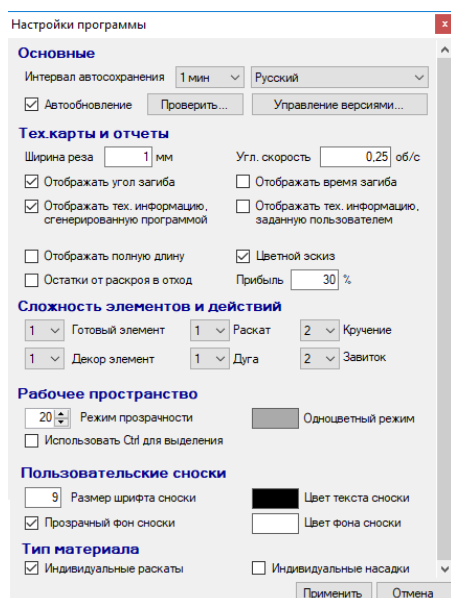 Настройки программы
x
Основные
Интервал автосохранения 1 мин Русский
Автообновление Проверить... Управление версиями...
Тех.карты и отчеты
Ширина реза 1 мм Угл. скорость 0,25 об/с
Отображать угол загиба Отображать время загиба
Отображать тех. информацию, Отображать тех. информацию,
сгенерированную программой заданную пользователем
Отображать полную длину Цветной эскиз
Остатки от раскроя в отход Прибыль 30 %
Сложность элементов и действий
1 Готовый элемент 1 Раскат 2 Кручение
1 Декор элемент 1 Дуга 2 Завиток
Рабочее пространство
20 Режим прозрачности Одноцветный режим
Использовать Ctrl для выделения
Пользовательские сноски
9 Размер шрифта сноски Цвет текста сноски
Прозрачный фон сноски Цвет фона сноски
Тип материала
Индивидуальные раскаты Индивидуальные насадки
Применить Отмена